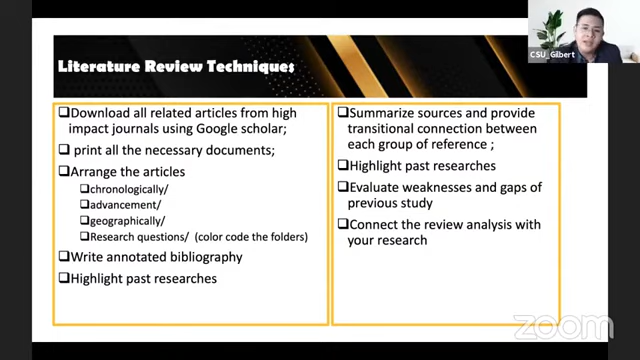 CSU_Gilbert
Literature Review Techniques
Download all related articles from high
impact journals using Google scholar;
print all the necessary documents;
Arrange the articles
chronologically/
advancement/
geographically/
Research questions/ (color code the folders)
Write annotated bibliography
Highlight past researches
Summarize sources and provide
transitional connection between
each group of reference ;
Highlight past researches
Evaluate weaknesses and gaps of
previous study
Connect the review analysis with
your research
zoom